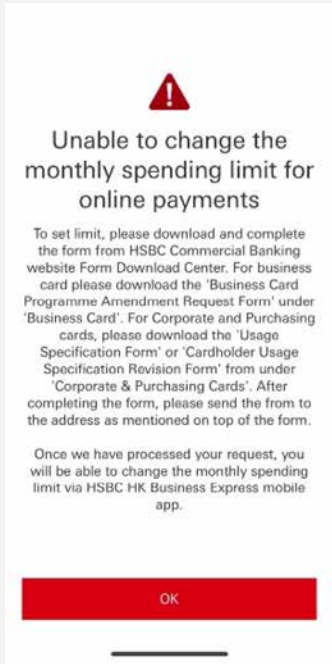 Unable to change the
monthly spending limit for
online payments
To set limit, please download and complete
the form from HSBC Commercial Banking
website Form Download Center. For business
card please download the 'Business Card
Programme Amendment Request Form' under
'Business Card'. For Corporate and Purchasing
cards, please download the 'Usage
Specification Form' or 'Cardholder Usage
Specification Revision Form' from under
'Corporate & Purchasing Cards'. After
completing the form, please send the from to
the address as mentioned on top of the form.
Once we have processed your request, you
will be able to change the monthly spending
limit via HSBC HK Business Express mobile
app.
OK